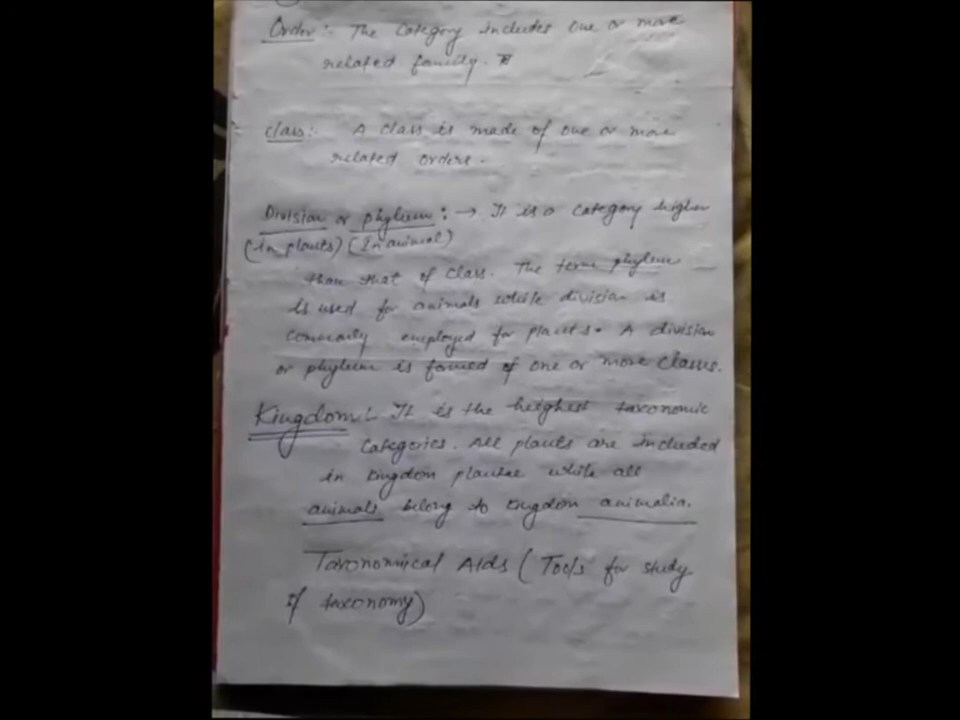 Order :- The Category includes one or more
related family.
Class :- A class is made of one or more
related orders.
Division or phylum : → It is a category higher
(In plants) (In animal)
than that of class. The term phylum
is used for animals while division is
commonly employed for plants. A division
or phylum is formed of one or more classes.
Kingdom :- It is the heighest taxonomic
Categories. All plants are included
in Kingdom plantae while all
animals belong to Kingdom animalia.
Taxonomical Aids (Tools for study
of taxonomy)